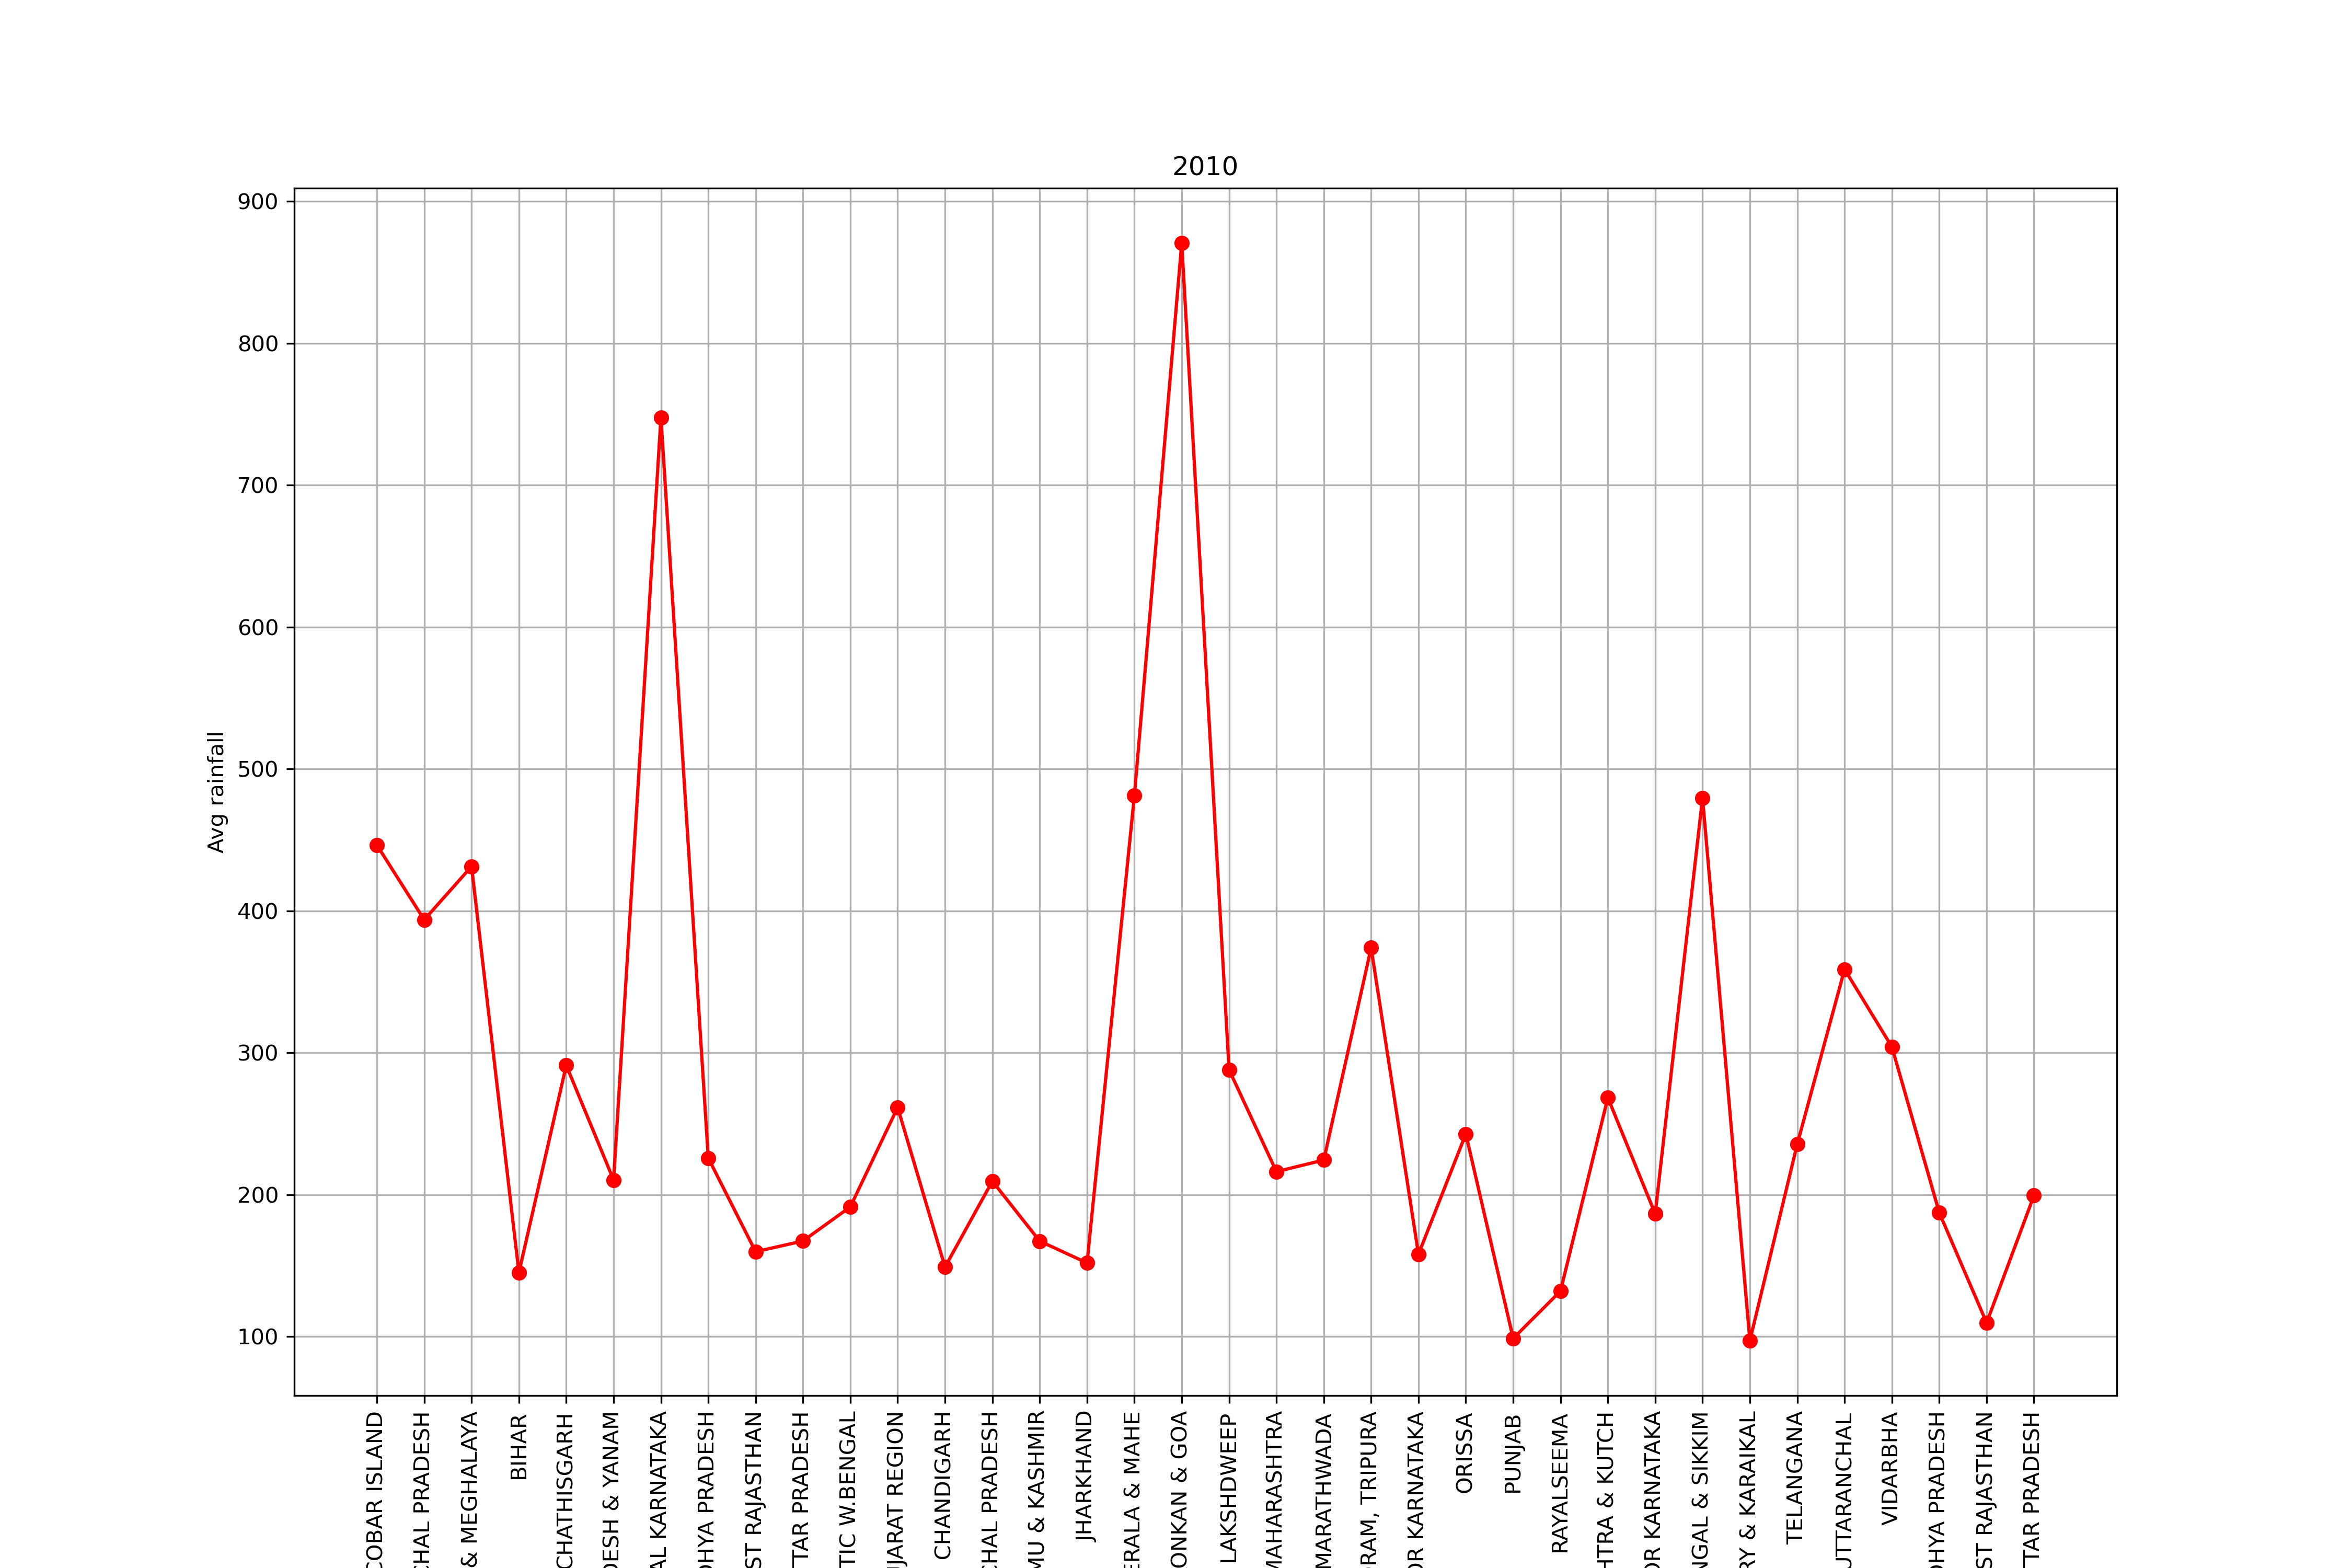 2010
Avg rainfall
900
800
700
600
500
400
300
200
100
COBAR ISLAND
CHAL PRADESH
& MEGHALAYA
BIHAR
CHATHISGARH
DESH & YANAM
AL KARNATAKA
DHYA PRADESH
ST RAJASTHAN
TTAR PRADESH
TIC W.BENGAL
JARAT REGION
CHANDIGARH
CHAL PRADESH
MU & KASHMIR
JHARKHAND
ERALA & MAHE
ONKAN & GOA
LAKSHDWEEP
MAHARASHTRA
MARATHWADA
RAM, TRIPURA
OR KARNATAKA
ORISSA
PUNJAB
RAYALSEEMA
HTRA & KUTCH
OR KARNATAKA
NGAL & SIKKIM
RY & KARAIKAL
TELANGANA
UTTARANCHAL
VIDARBHA
DHYA PRADESH
ST RAJASTHAN
TTAR PRADESH